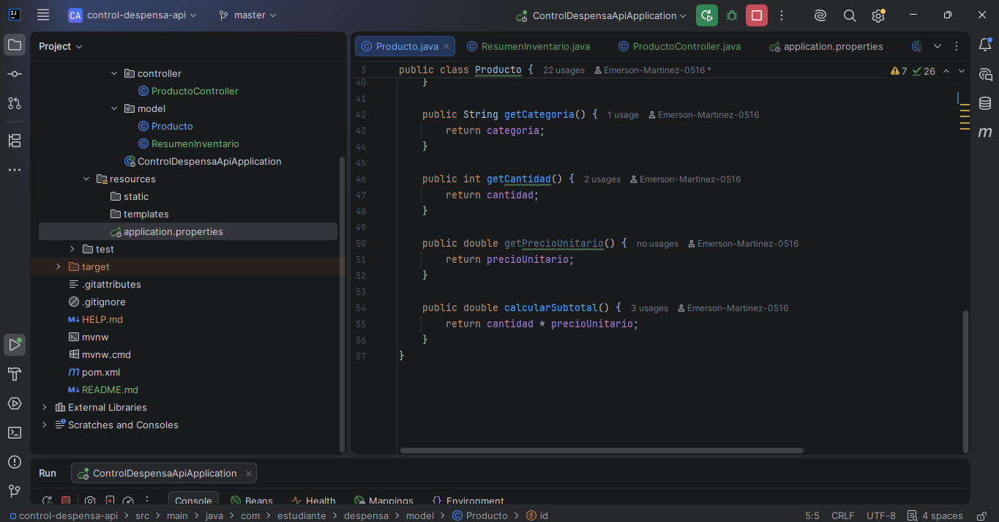 CA control-despensa-api master ControlDespensaApiApplication
Project
controller
ProductoController
model
Producto
ResumenInventario
ControlDespensaApiApplication
resources
static
templates
application.properties
test
target
.gitattributes
.gitignore
M↓ HELP.md
mvnw
mvnw.cmd
m pom.xml
M↓ README.md
External Libraries
Scratches and Consoles
Producto.java ResumenInventario.java ProductoController.java application.properties
3 public class Producto { 22 usages Emerson-Martinez-0516 * 7 26
40 }
41
42 public String getCategoria() { 1 usage Emerson-Martinez-0516
43 return categoria;
44 }
45
46 public int getCantidad() { 2 usages Emerson-Martinez-0516
47 return cantidad;
48 }
49
50 public double getPrecioUnitario() { no usages Emerson-Martinez-0516
51 return precioUnitario;
52 }
53
54 public double calcularSubtotal() { 3 usages Emerson-Martinez-0516
55 return cantidad * precioUnitario;
56 }
57 }
m
Run ControlDespensaApiApplication
Console Beans Health Mappings Environment
control-despensa-api > src > main > java > com > estudiante > despensa > model > Producto > id 5:5 CRLF UTF-8 4 spaces